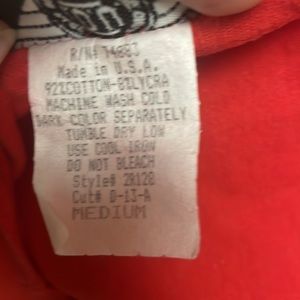 R/N# 74883
Made in U.S.A.
92%COTTON-8%LYCRA
MACHINE WASH COLD
DARK COLOR SEPARATELY
TUMBLE DRY LOW
USE COOL IRON
DO NOT BLEACH
Style# 2R128
Cut# D-13-A
MEDIUM